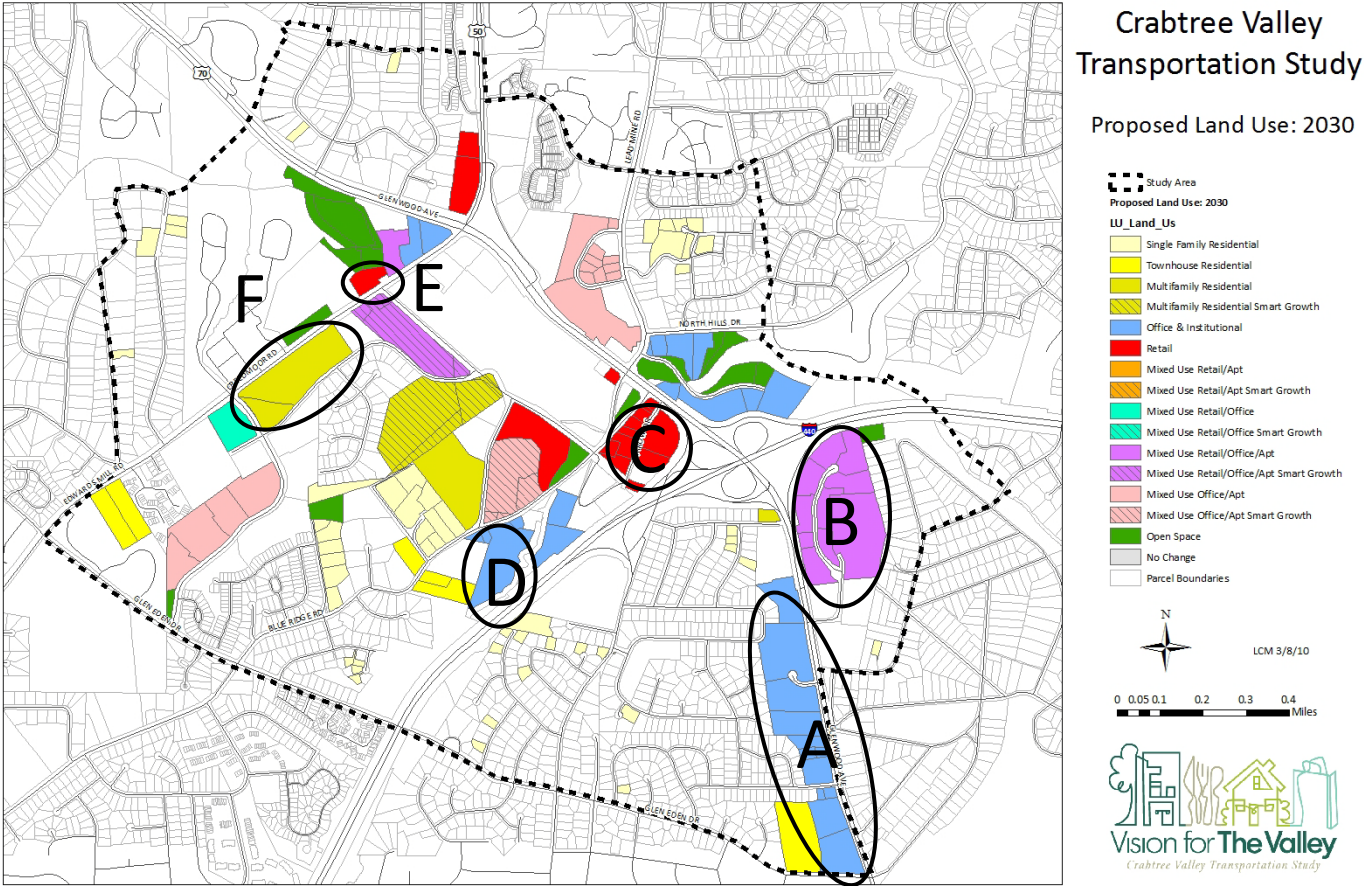 Crabtree Valley
Transportation Study
Proposed Land Use: 2030
Study Area
Proposed Land Use: 2030
LU_Land_Us
Single Family Residential
Townhouse Residential
Multifamily Residential
Multifamily Residential Smart Growth
Office & Institutional
Retail
Mixed Use Retail/Apt
Mixed Use Retail/Apt Smart Growth
Mixed Use Retail/Office
Mixed Use Retail/Office Smart Growth
Mixed Use Retail/Office/Apt
Mixed Use Retail/Office/Apt Smart Growth
Mixed Use Office/Apt
Mixed Use Office/Apt Smart Growth
Open Space
No Change
Parcel Boundaries
N
LCM 3/8/10
0 0.05 0.1 0.2 0.3 0.4
Miles
Vision for The Valley
Crabtree Valley Transportation Study
50
70
LEAD MINE RD
GLENWOOD AVE
E
F
NORTH HILLS DR
440
C
B
EDWARDS MILL RD
D
GLEN EDEN DR
BLUE RIDGE RD
A
GLENWOOD AVE
GLEN EDEN DR